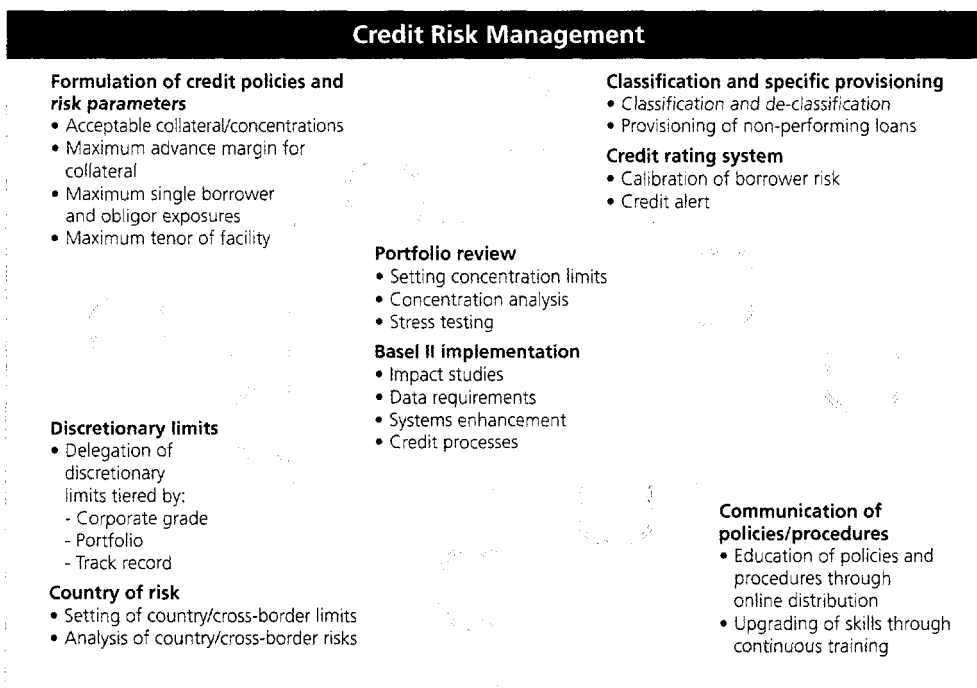 Credit Risk Management
Formulation of credit policies and
risk parameters
• Acceptable collateral/concentrations
• Maximum advance margin for
collateral
• Maximum single borrower
and obligor exposures
• Maximum tenor of facility
Classification and specific provisioning
• Classification and de-classification
• Provisioning of non-performing loans
Credit rating system
• Calibration of borrower risk
• Credit alert
Portfolio review
• Setting concentration limits
• Concentration analysis
• Stress testing
Basel II implementation
• Impact studies
• Data requirements
• Systems enhancement
• Credit processes
Discretionary limits
• Delegation of
discretionary
limits tiered by:
- Corporate grade
- Portfolio
- Track record
Country of risk
• Setting of country/cross-border limits
• Analysis of country/cross-border risks
Communication of
policies/procedures
• Education of policies and
procedures through
online distribution
• Upgrading of skills through
continuous training